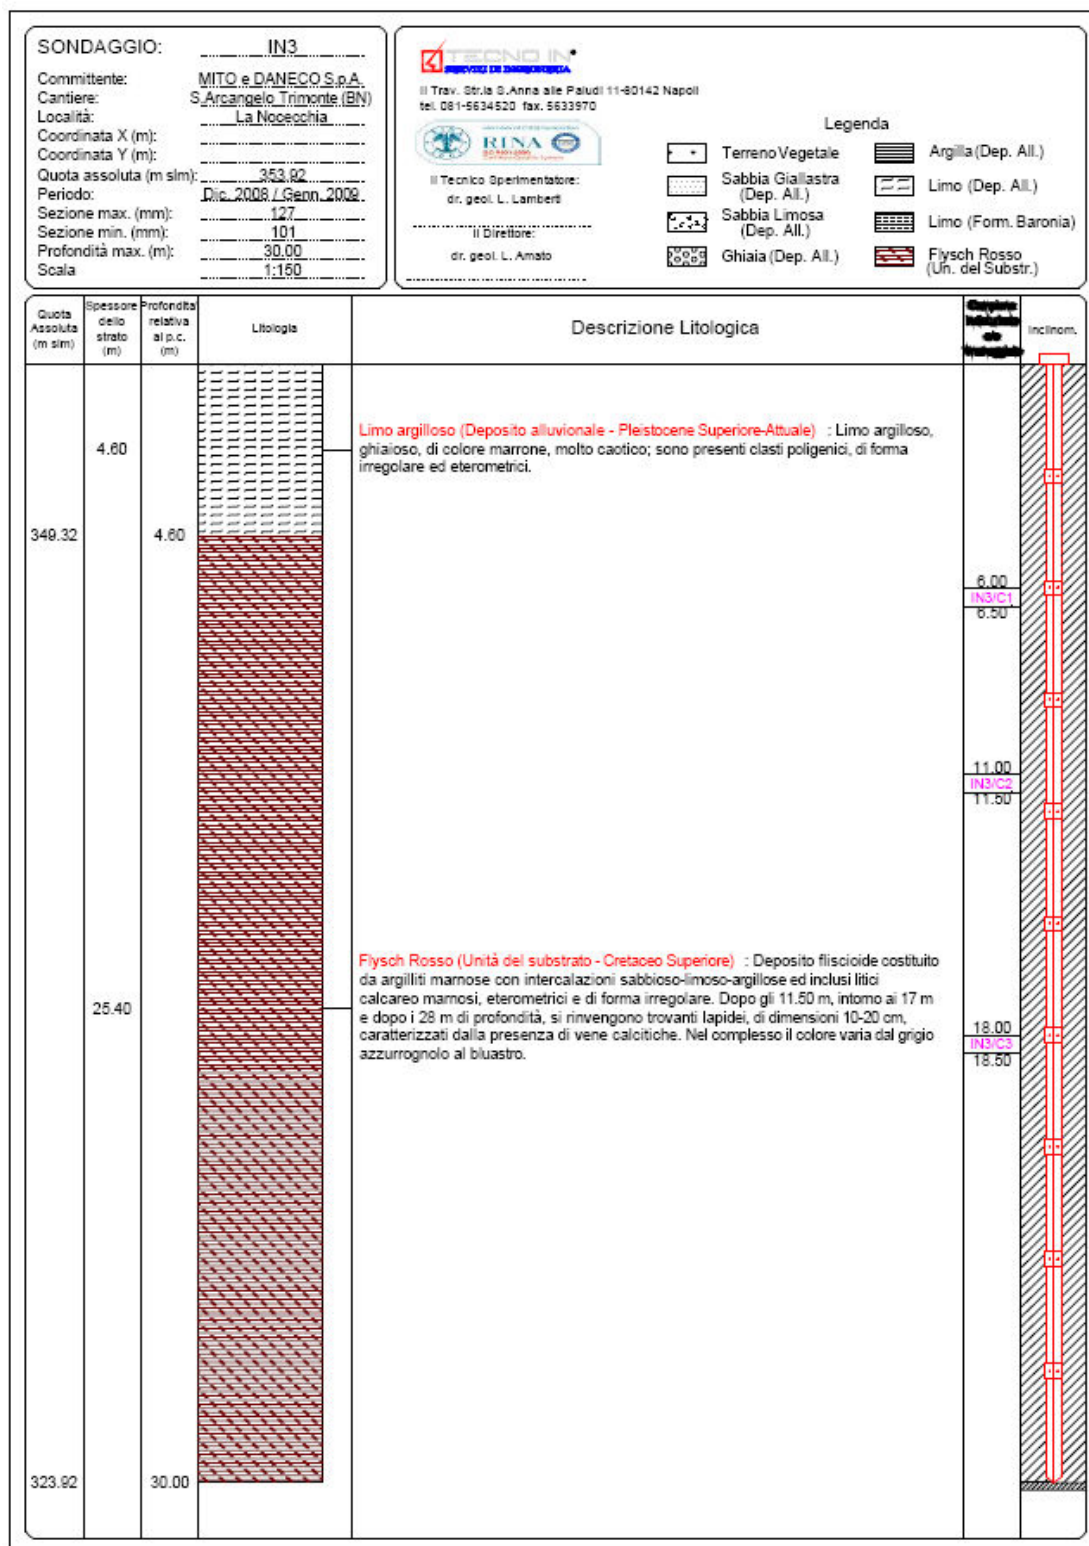 SONDAGGIO: IN3
Committente: MITO e DANECO S.p.A.
Cantiere: S.Arcangelo Trimonte (BN)
Località: La Nocecchia
Coordinata X (m):
Coordinata Y (m):
Quota assoluta (m slm): 353.92
Periodo: Dic. 2008 / Genn. 2009
Sezione max. (mm): 127
Sezione min. (mm): 101
Profondità max. (m): 30.00
Scala 1:150
TECNO IN
SERVIZI DI INGEGNERIA
II Trav. Str.la S.Anna alle Paludi 11-80142 Napoli
tel. 081-5634520 fax. 5633970
RINA
Il Tecnico Sperimentatore:
dr. geol. L. Lamberti
Il Direttore:
dr. geol. L. Amato
Legenda
Terreno Vegetale
Sabbia Giallastra
(Dep. All.)
Sabbia Limosa
(Dep. All.)
Ghiaia (Dep. All.)
Argilla (Dep. All.)
Limo (Dep. All.)
Limo (Form. Baronia)
Flysch Rosso
(Un. del Substr.)
Quota
Assoluta
(m slm)
Spessore
dello
strato
(m)
Profondita'
relativa
al p.c.
(m)
Litologia
Descrizione Litologica
Inclinom.
4.60
Limo argilloso (Deposito alluvionale - Pleistocene Superiore-Attuale) : Limo argilloso,
ghiaioso, di colore marrone, molto caotico; sono presenti clasti poligenici, di forma
irregolare ed eterometrici.
349.32 4.60
6.00
IN3/C1
6.50
11.00
IN3/C2
11.50
25.40
Flysch Rosso (Unità del substrato - Cretaceo Superiore) : Deposito fliscioide costituito
da argilliti marnose con intercalazioni sabbioso-limoso-argillose ed inclusi litici
calcareo marnosi, eterometrici e di forma irregolare. Dopo gli 11.50 m, intorno ai 17 m
e dopo i 28 m di profondità, si rinvengono trovanti lapidei, di dimensioni 10-20 cm,
caratterizzati dalla presenza di vene calcitiche. Nel complesso il colore varia dal grigio
azzurrognolo al bluastro.
18.00
IN3/C3
18.50
323.92 30.00